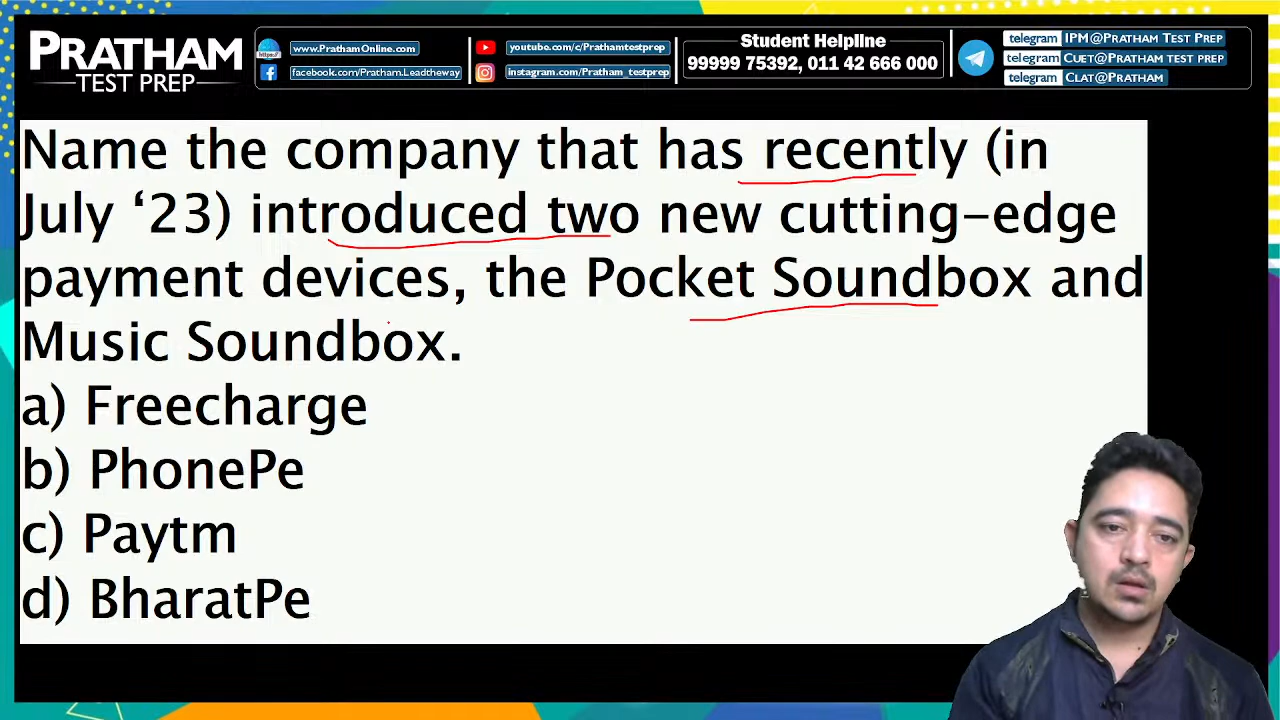 PRATHAM
TEST PREP
https://
www.PrathamOnline.com
facebook.com/Pratham.Leadtheway
youtube.com/c/Prathamtestprep
instagram.com/Pratham_testprep
Student Helpline
99999 75392, 011 42 666 000
telegram IPM@PRATHAM TEST PREP
telegram CUET@PRATHAM TEST PREP
telegram CLAT@PRATHAM
Name the company that has recently (in
July ‘23) introduced two new cutting-edge
payment devices, the Pocket Soundbox and
Music Soundbox.
a) Freecharge
b) PhonePe
c) Paytm
d) BharatPe